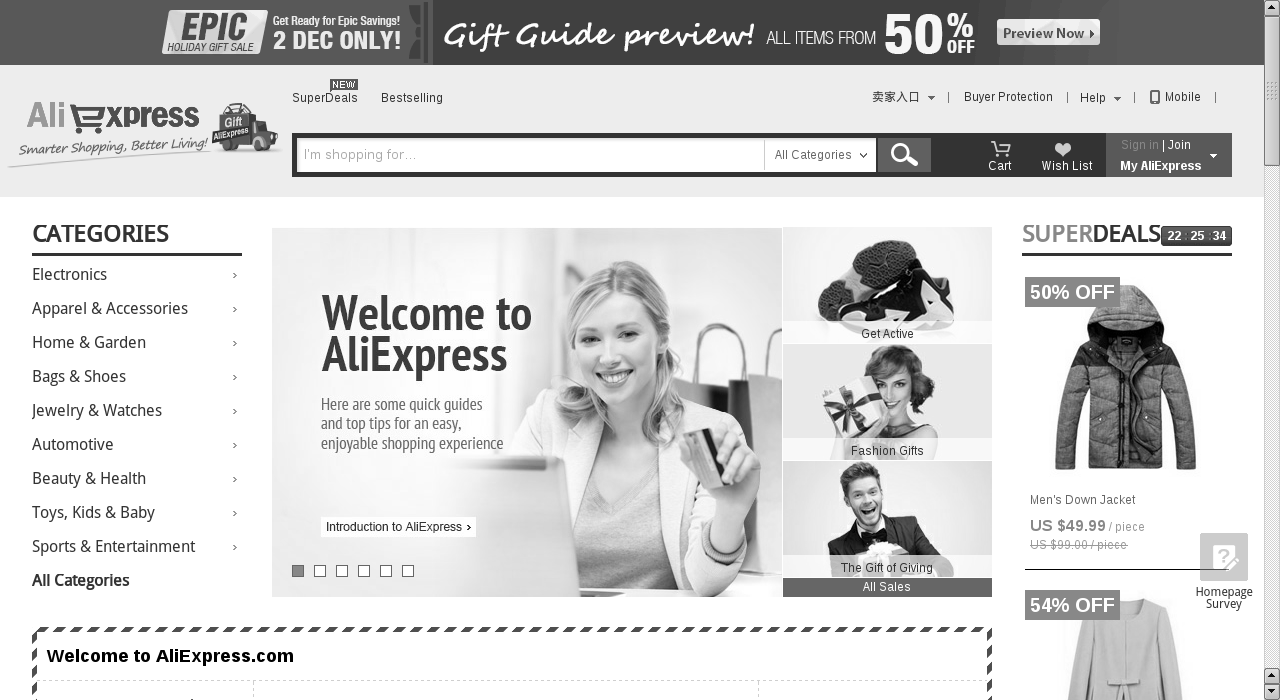 EPIC
HOLIDAY GIFT SALE
Get Ready for Epic Savings!
2 DEC ONLY!
Gift Guide preview!
ALL ITEMS FROM 50% OFF
Preview Now
AliExpress
Smarter Shopping, Better Living!
Gift
AliExpress
NEW
SuperDeals
Bestselling
卖家入口
Buyer Protection
Help
Mobile
I'm shopping for...
All Categories
Cart
Wish List
Sign in | Join
My AliExpress
CATEGORIES
Electronics
Apparel & Accessories
Home & Garden
Bags & Shoes
Jewelry & Watches
Automotive
Beauty & Health
Toys, Kids & Baby
Sports & Entertainment
All Categories
Welcome to
AliExpress
Here are some quick guides
and top tips for an easy,
enjoyable shopping experience
Introduction to AliExpress
Get Active
Fashion Gifts
The Gift of Giving
All Sales
SUPERDEALS
22 : 25 : 34
50% OFF
Men's Down Jacket
US $49.99 / piece
US $99.00 / piece
54% OFF
Homepage
Survey
Welcome to AliExpress.com